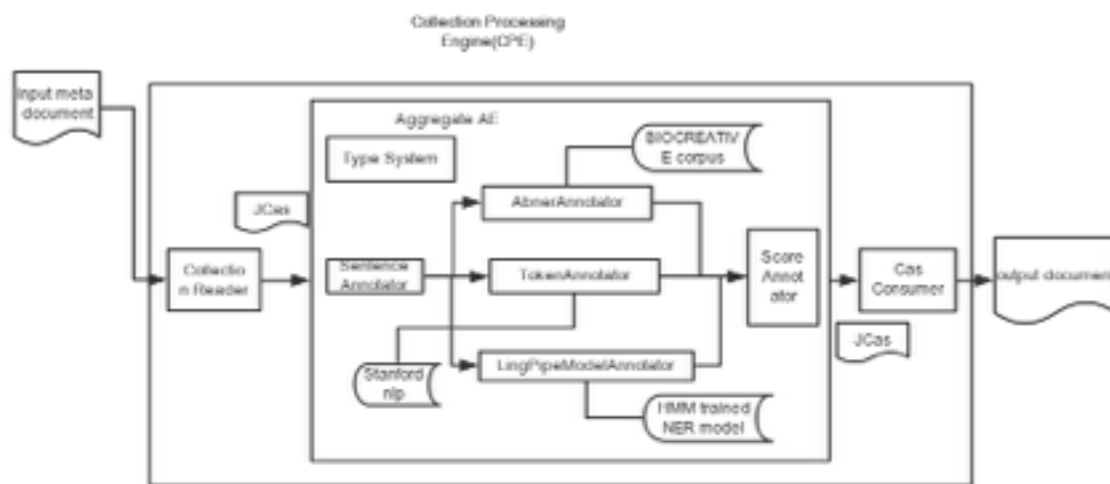 Collection Processing
Engine(CPE)
input meta
document
Aggregate AE
Type System
BIOCREATIV
E corpus
JCas
AbnerAnnotator
Collectio
n Reader
Sentence
Annotator
TokenAnnotator
Score
Annot
ator
Cas
Consumer
output document
JCas
Stanford
nlp
LingPipeModelAnnotator
HMM trained
NER model